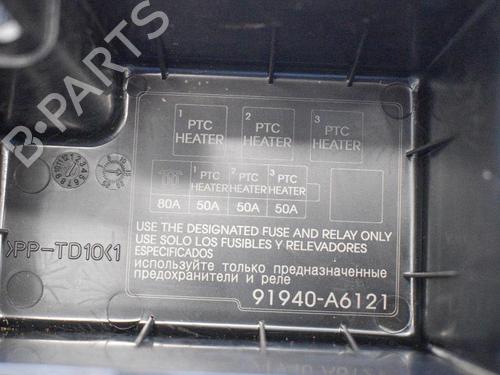 B-PARTS
1 PTC HEATER
2 PTC HEATER
3 PTC HEATER
1 PTC HEATER
2 PTC HEATER
3 PTC HEATER
80A 50A 50A 50A
>PP-TD10<1
USE THE DESIGNATED FUSE AND RELAY ONLY
USE SOLO LOS FUSIBLES Y RELEVADORES
ESPECIFICADOS
используйте только предназначенные
предохранители и реле
91940-A6121